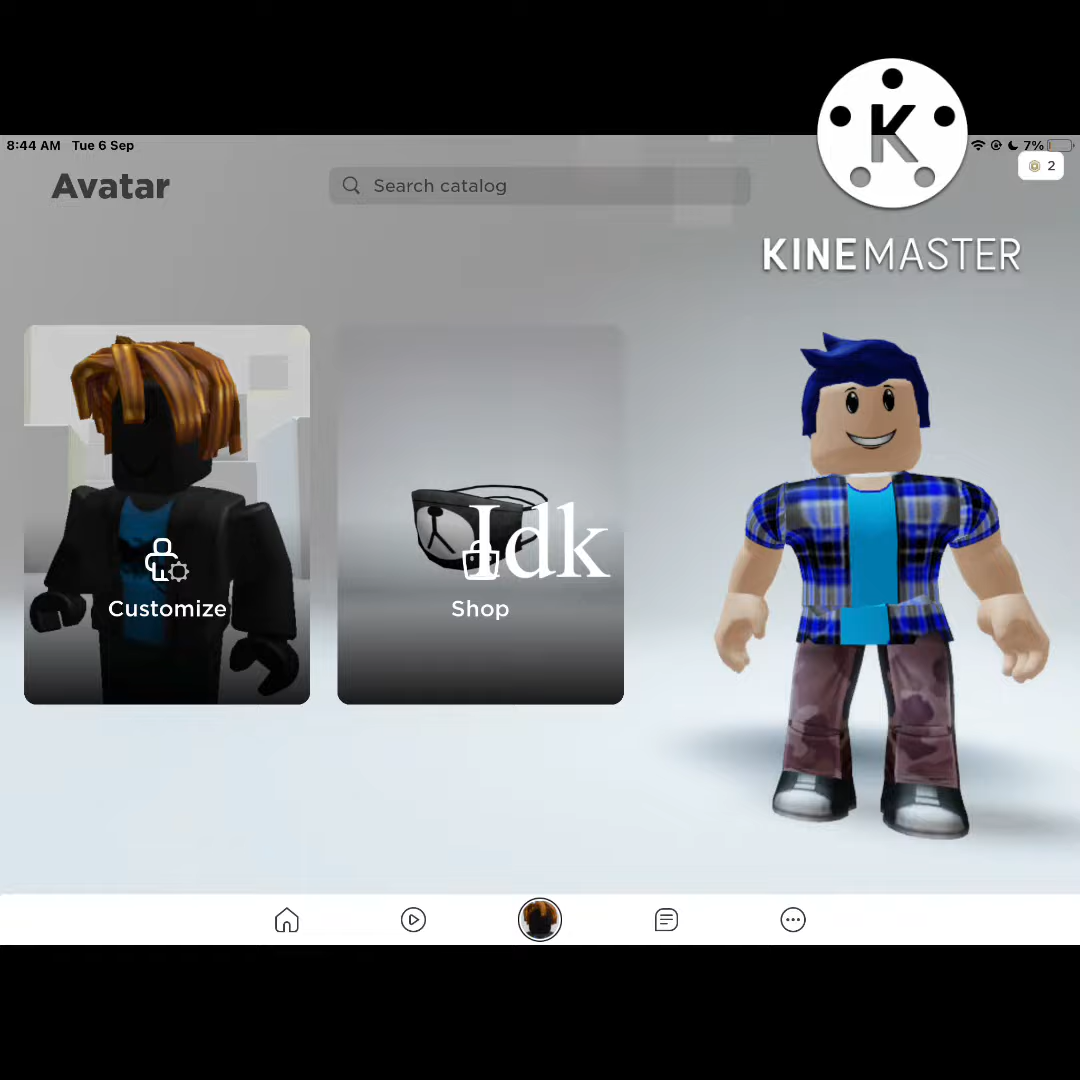 8:44 AM Tue 6 Sep
7%
2
Avatar
Search catalog
K
KINEMASTER
Idk
Customize
Shop